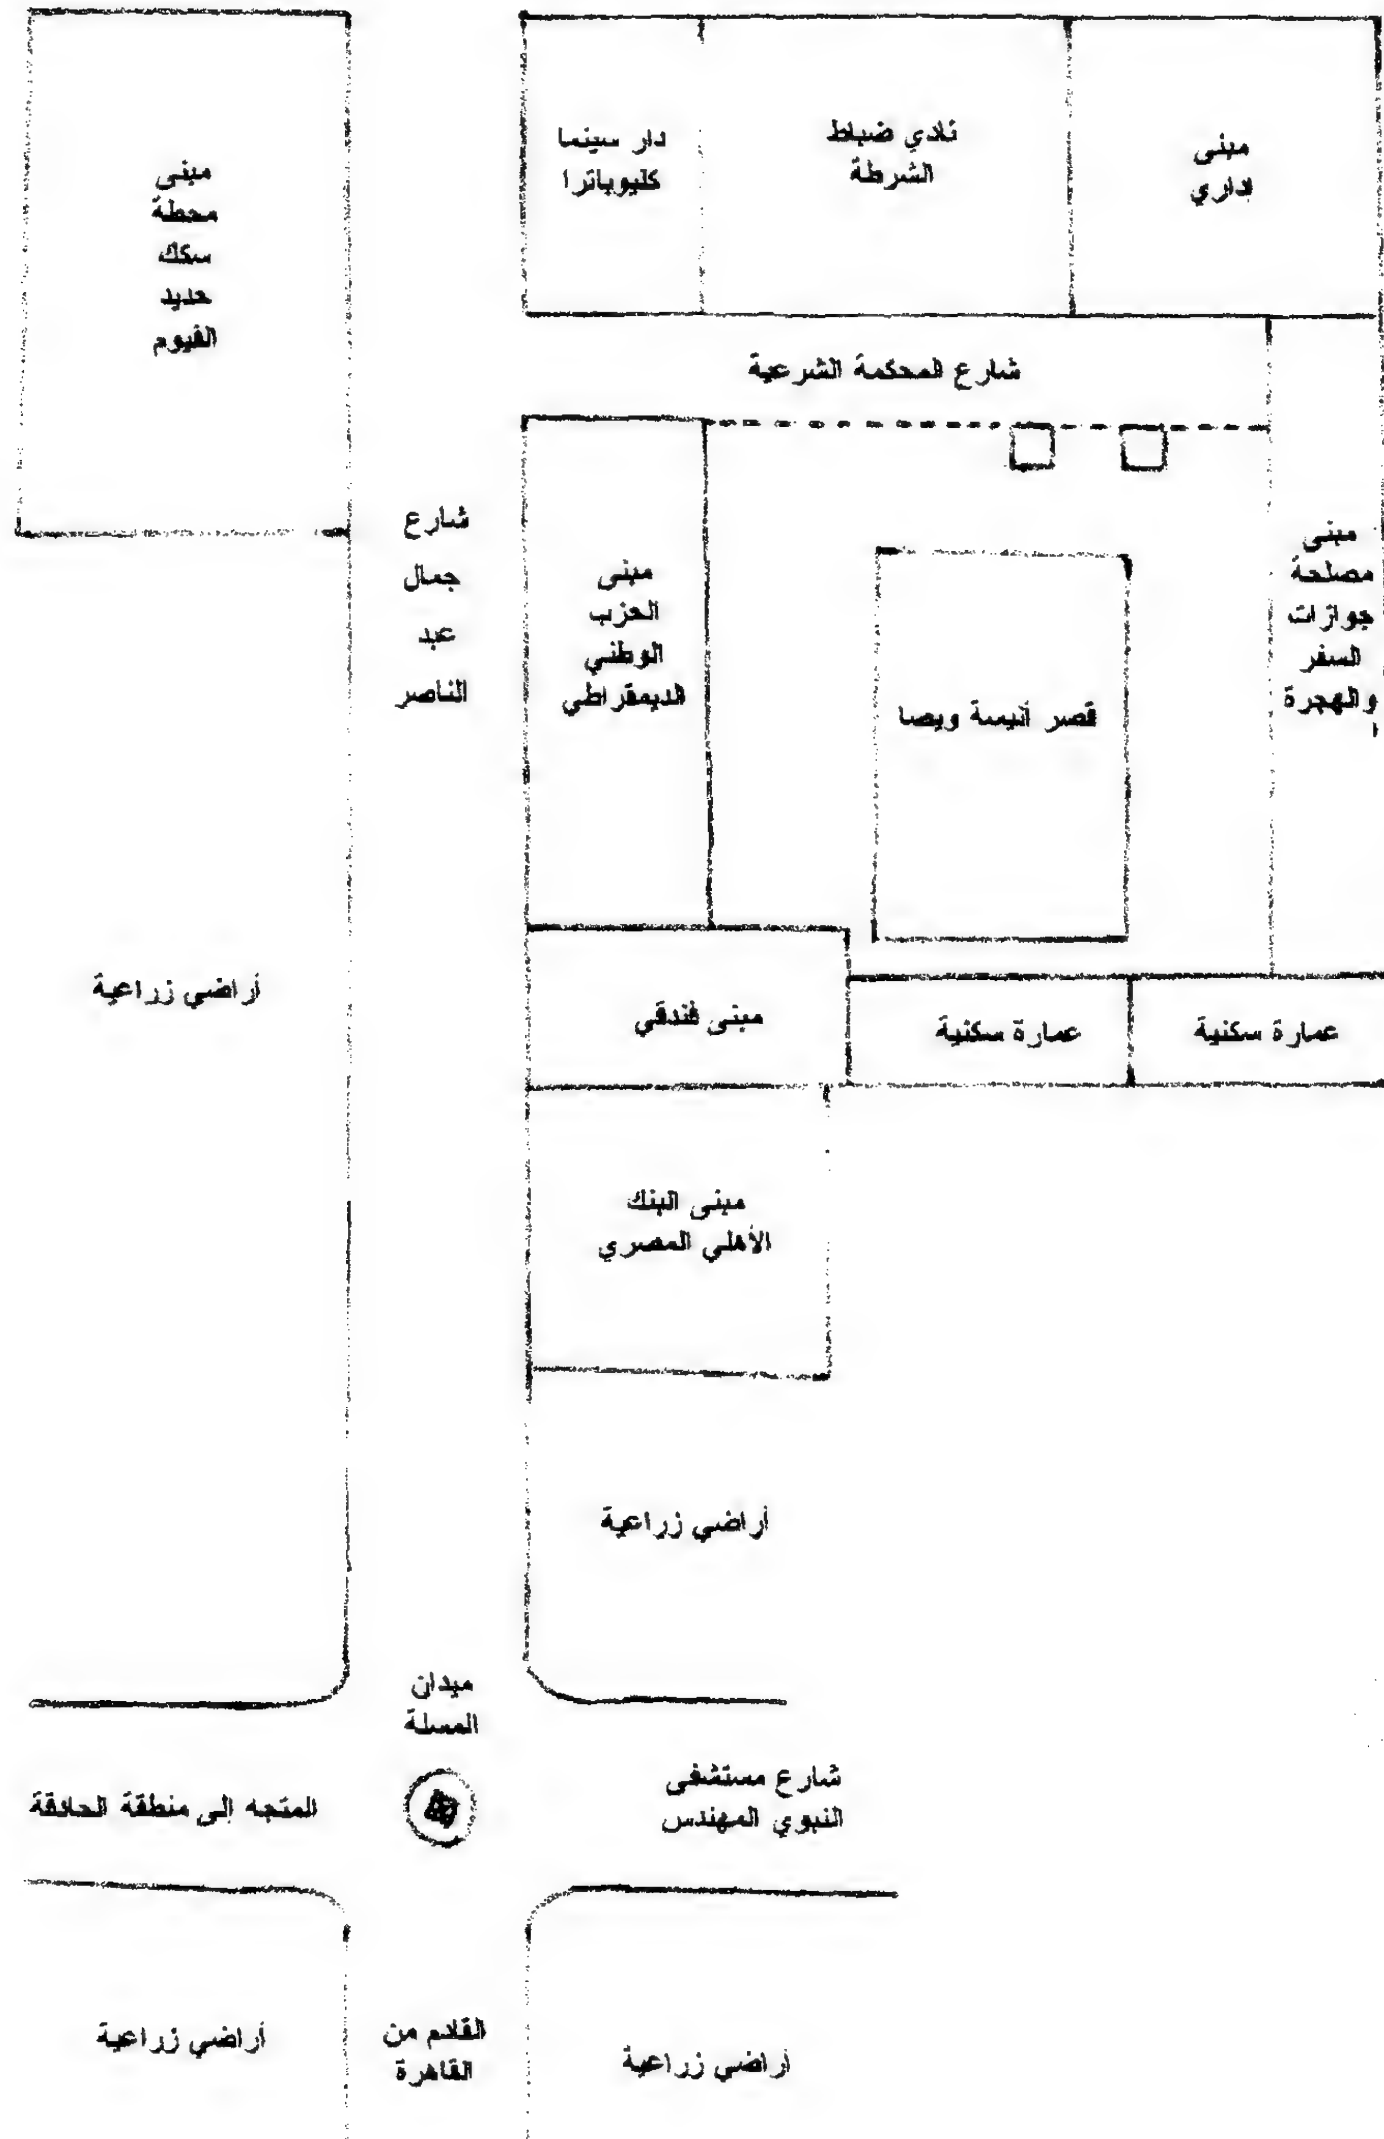 مبنى
محطة
سكك
حديد
الفيوم
دار سينما
كليوباترا
نادي ضباط
الشرطة
مبنى
إداري
شارع المحكمة الشرعية
شارع
جمال
عبد
الناصر
مبنى
الحزب
الوطني
الديمقراطي
قصر أنيسة ويصا
مبنى
مصلحة
جوازات
السفر
والهجرة
أراضي زراعية
مبنى فندقي
عمارة سكنية
عمارة سكنية
مبنى البنك
الأهلي المصري
أراضي زراعية
ميدان
المسلة
المتجه إلى منطقة الحادقة
شارع مستشفى
النبوي المهندس
أراضي زراعية
القادم من
القاهرة
أراضي زراعية